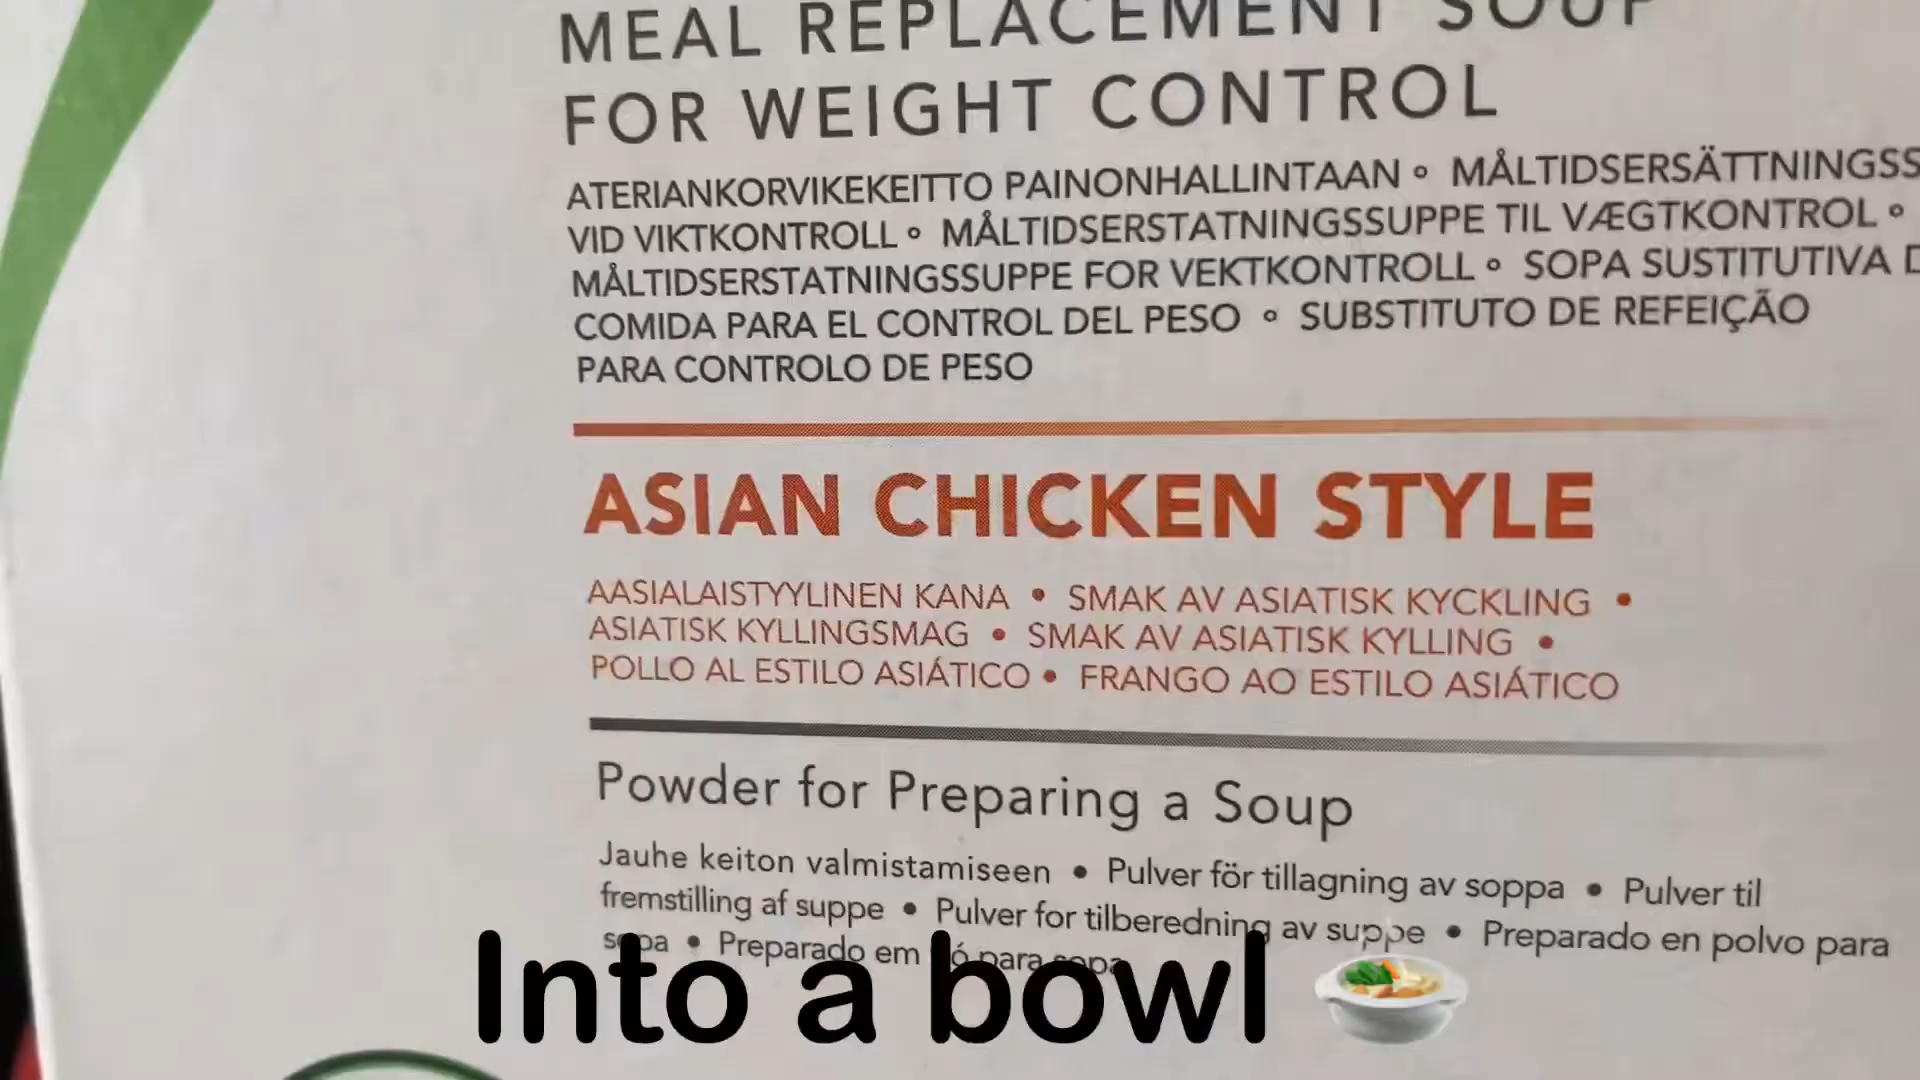 MEAL REPLACEMENT SOUP
FOR WEIGHT CONTROL
ATERIANKORVIKEKEITTO PAINONHALLINTAAN ° MÅLTIDSERSÄTTNINGSS
VID VIKTKONTROLL ° MÅLTIDSERSTATNINGSSUPPE TIL VÆGTKONTROL °
MÅLTIDSERSTATNINGSSUPPE FOR VEKTKONTROLL ° SOPA SUSTITUTIVA D
COMIDA PARA EL CONTROL DEL PESO ° SUBSTITUTO DE REFEIÇÃO
PARA CONTROLO DE PESO
ASIAN CHICKEN STYLE
AASIALAISTYYLINEN KANA • SMAK AV ASIATISK KYCKLING •
ASIATISK KYLLINGSMAG • SMAK AV ASIATISK KYLLING •
POLLO AL ESTILO ASIÁTICO • FRANGO AO ESTILO ASIÁTICO
Powder for Preparing a Soup
Jauhe keiton valmistamiseen • Pulver för tillagning av soppa • Pulver til
fremstilling af suppe • Pulver for tilberedning av suppe • Preparado en polvo para
sopa • Preparado em pó para sopa
Into a bowl 🍲